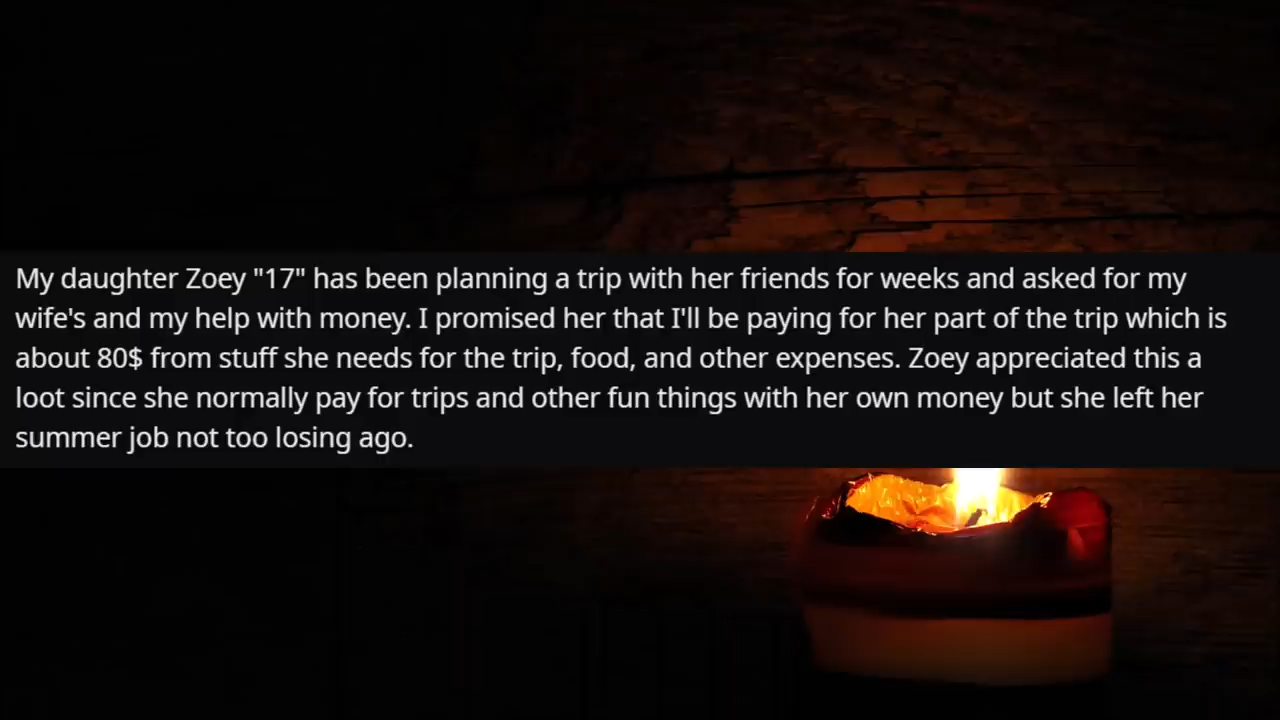 My daughter Zoey "17" has been planning a trip with her friends for weeks and asked for my
wife's and my help with money. I promised her that I'll be paying for her part of the trip which is
about 80$ from stuff she needs for the trip, food, and other expenses. Zoey appreciated this a
loot since she normally pay for trips and other fun things with her own money but she left her
summer job not too losing ago.